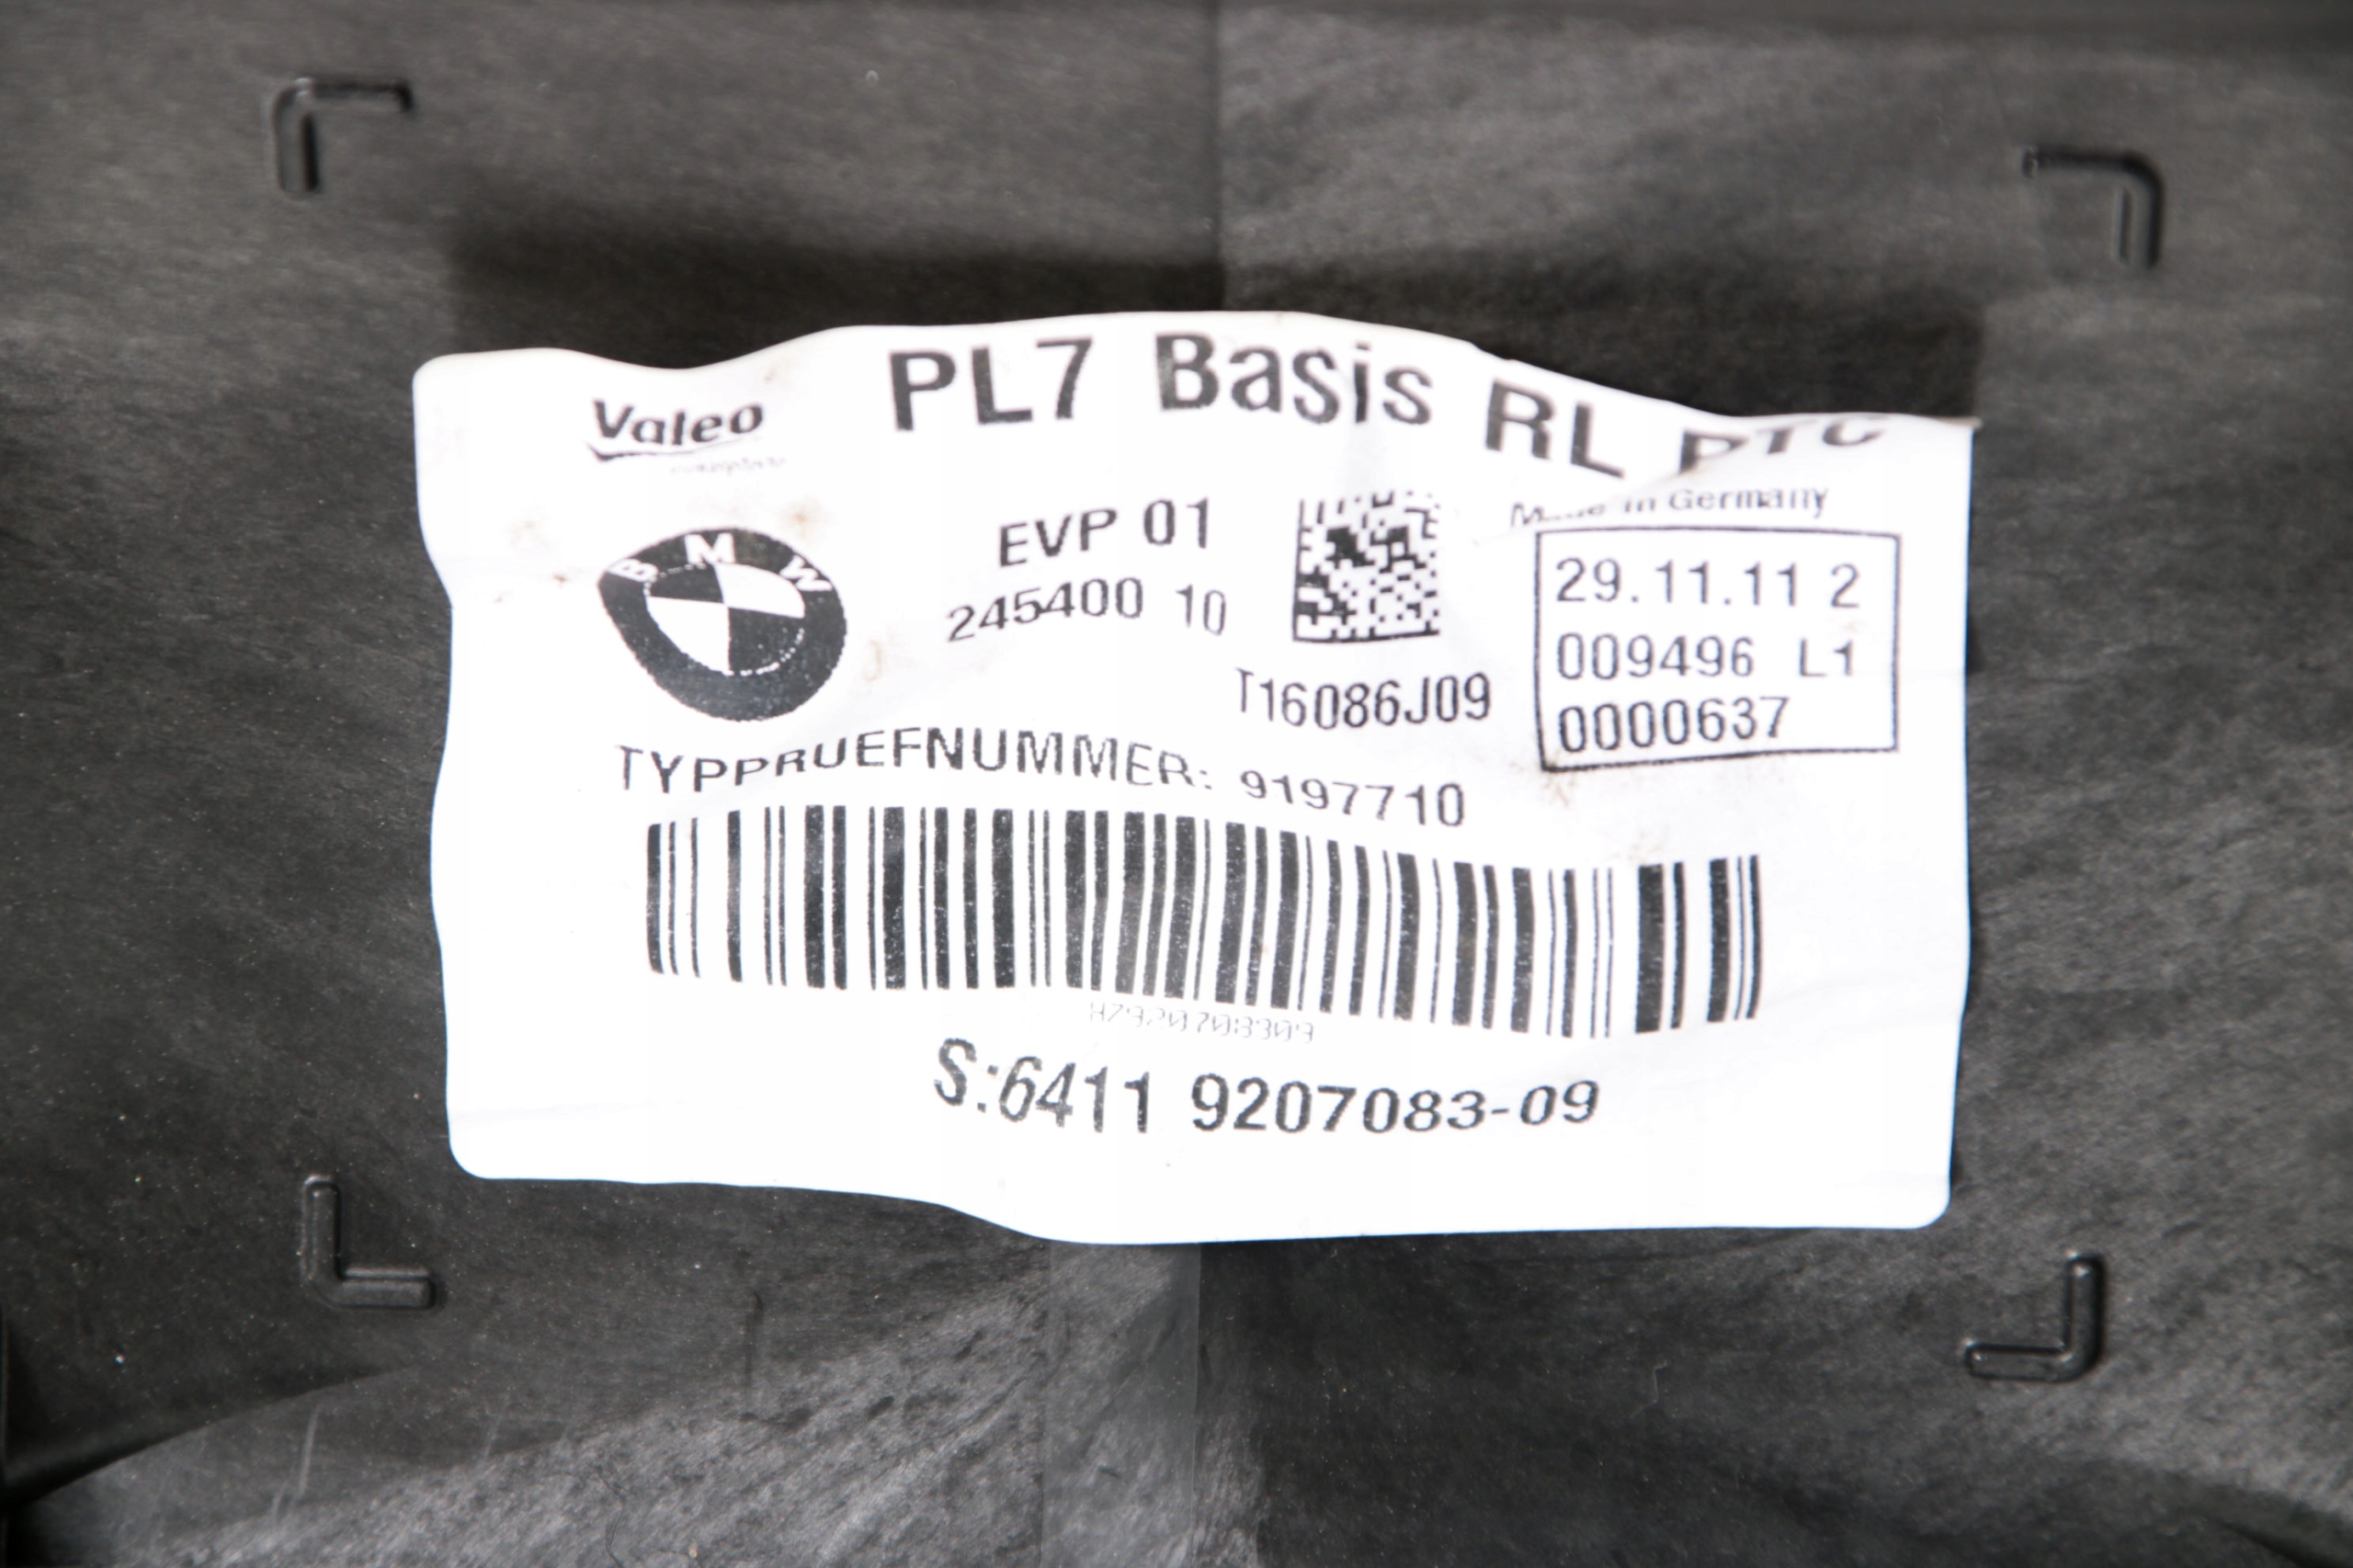 Valeo
PL7 Basis RL PTC
Made in Germany
BMW
EVP 01
245400 10
T16086J09
29.11.11 2
009496 L1
0000637
TYPPRUEFNUMMER: 9197710
S:6411 9207083-09